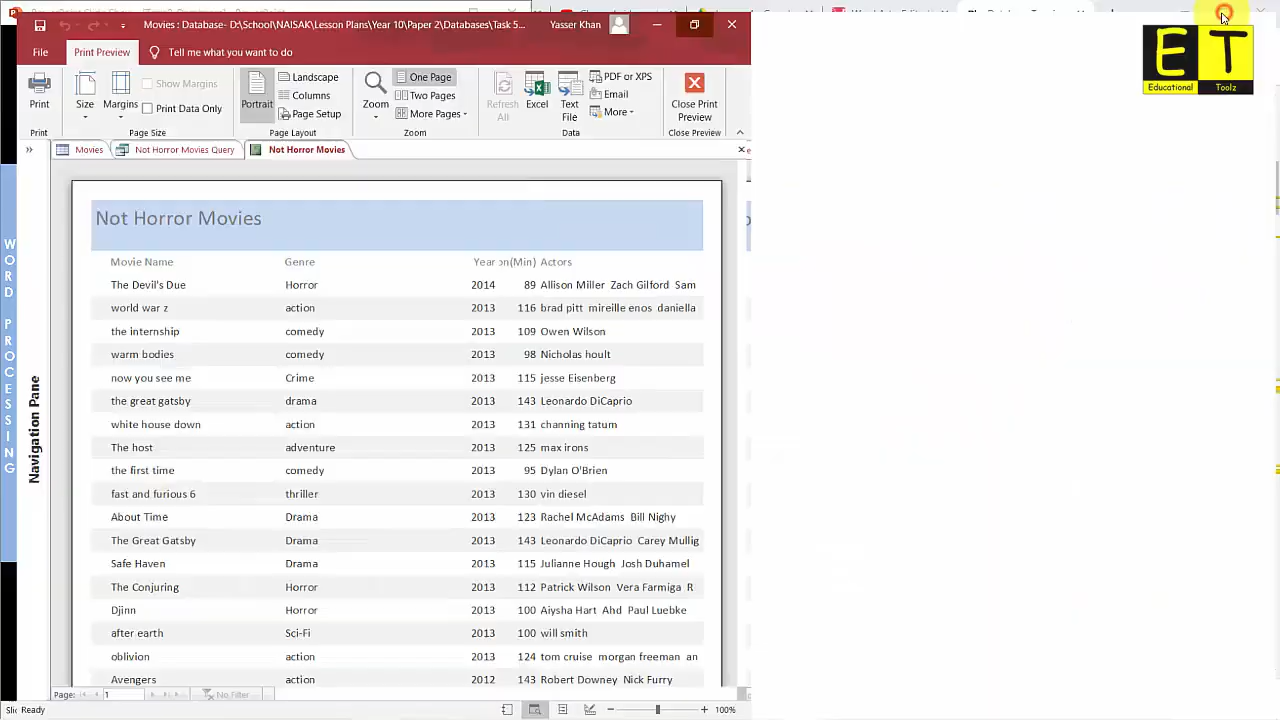 Movies : Database- D:\School\NAISAK\Lesson Plans\Year 10\Paper 2\Databases\Task 5...
Yasser Khan
File
Print Preview
Tell me what you want to do
Print
Size
Margins
Show Margins
Print Data Only
Portrait
Landscape
Columns
Page Setup
Zoom
One Page
Two Pages
More Pages
Refresh All
Excel
Text File
PDF or XPS
Email
More
Close Print Preview
Print
Page Size
Page Layout
Zoom
Data
Close Preview
Movies
Not Horror Movies Query
Not Horror Movies
Not Horror Movies
Movie Name Genre Year on(Min) Actors
The Devil's Due Horror 2014 89 Allison Miller Zach Gilford Sam
world war z action 2013 116 brad pitt mireille enos daniella
the internship comedy 2013 109 Owen Wilson
warm bodies comedy 2013 98 Nicholas hoult
now you see me Crime 2013 115 jesse Eisenberg
the great gatsby drama 2013 143 Leonardo DiCaprio
white house down action 2013 131 channing tatum
The host adventure 2013 125 max irons
the first time comedy 2013 95 Dylan O'Brien
fast and furious 6 thriller 2013 130 vin diesel
About Time Drama 2013 123 Rachel McAdams Bill Nighy
The Great Gatsby Drama 2013 143 Leonardo DiCaprio Carey Mullig
Safe Haven Drama 2013 115 Julianne Hough Josh Duhamel
The Conjuring Horror 2013 112 Patrick Wilson Vera Farmiga R
Djinn Horror 2013 100 Aiysha Hart Ahd Paul Luebke
after earth Sci-Fi 2013 100 will smith
oblivion action 2013 124 tom cruise morgan freeman an
Avengers action 2012 143 Robert Downey Nick Furry
Page: 1
No Filter
Ready
100%
Navigation Pane
WORD PROCESSING
E T
Educational Toolz